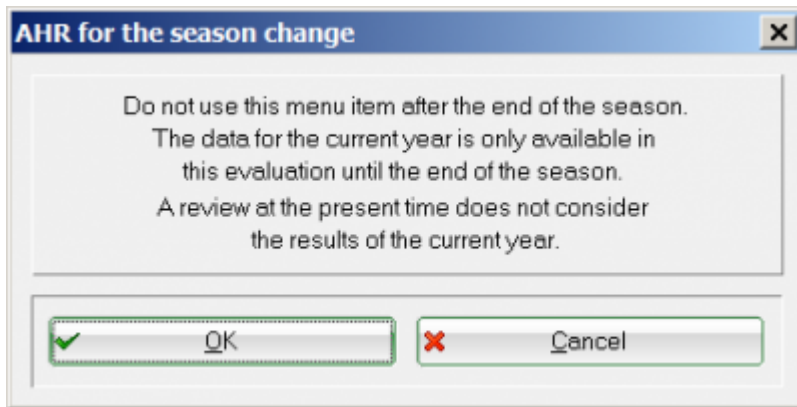 AHR for the season change
Do not use this menu item after the end of the season.
The data for the current year is only available in
this evaluation until the end of the season.
A review at the present time does not consider
the results of the current year.
OK
Cancel